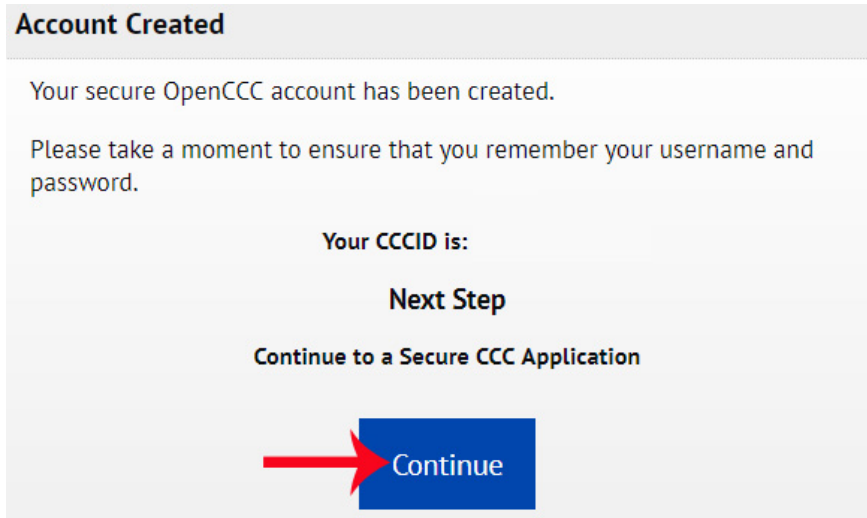 Account Created
Your secure OpenCCC account has been created.
Please take a moment to ensure that you remember your username and
password.
Your CCCID is:
Next Step
Continue to a Secure CCC Application
Continue